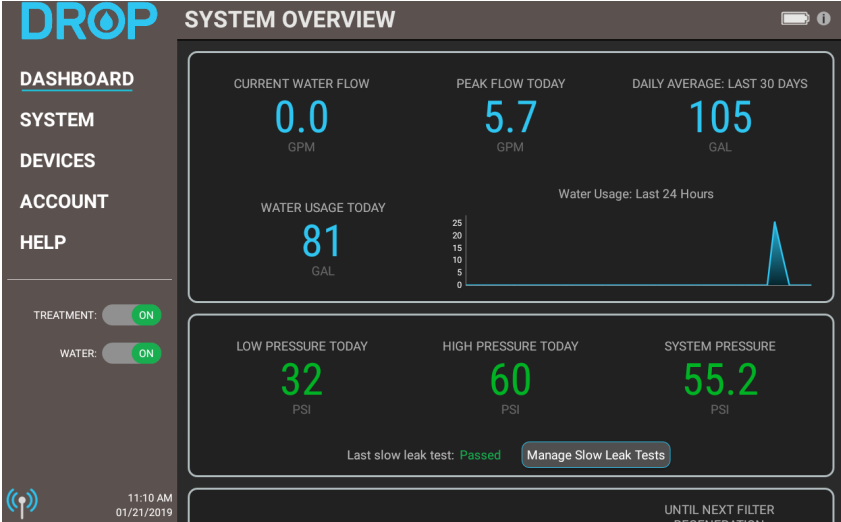 DROP
SYSTEM OVERVIEW
DASHBOARD
SYSTEM
DEVICES
ACCOUNT
HELP
TREATMENT: ON
WATER: ON
11:10 AM
01/21/2019
CURRENT WATER FLOW
0.0
GPM
PEAK FLOW TODAY
5.7
GPM
DAILY AVERAGE: LAST 30 DAYS
105
GAL
WATER USAGE TODAY
81
GAL
Water Usage: Last 24 Hours
25
20
15
10
5
0
LOW PRESSURE TODAY
32
PSI
HIGH PRESSURE TODAY
60
PSI
SYSTEM PRESSURE
55.2
PSI
Last slow leak test: Passed
Manage Slow Leak Tests
UNTIL NEXT FILTER
REGENERATION